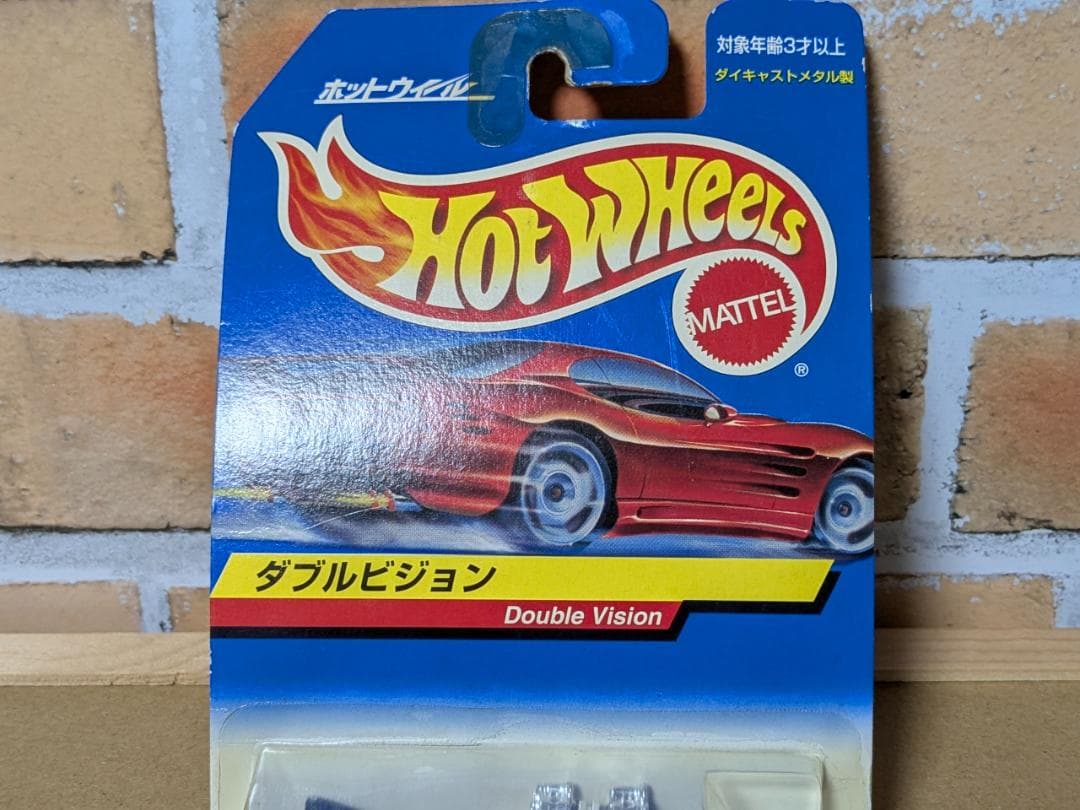 対象年齢3才以上
ダイキャストメタル製
ホットウィール
HOT WHEELS
MATTEL
®
ダブルビジョン
Double Vision